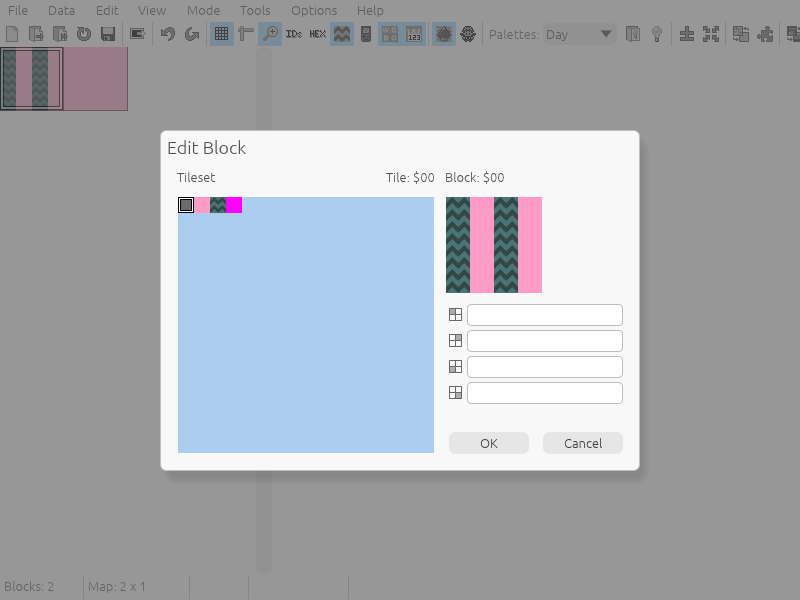 File Data Edit View Mode Tools Options Help
IDs HEX 123 Palettes: Day
Edit Block
Tileset Tile: $00 Block: $00
OK Cancel
Blocks: 2 Map: 2 x 1